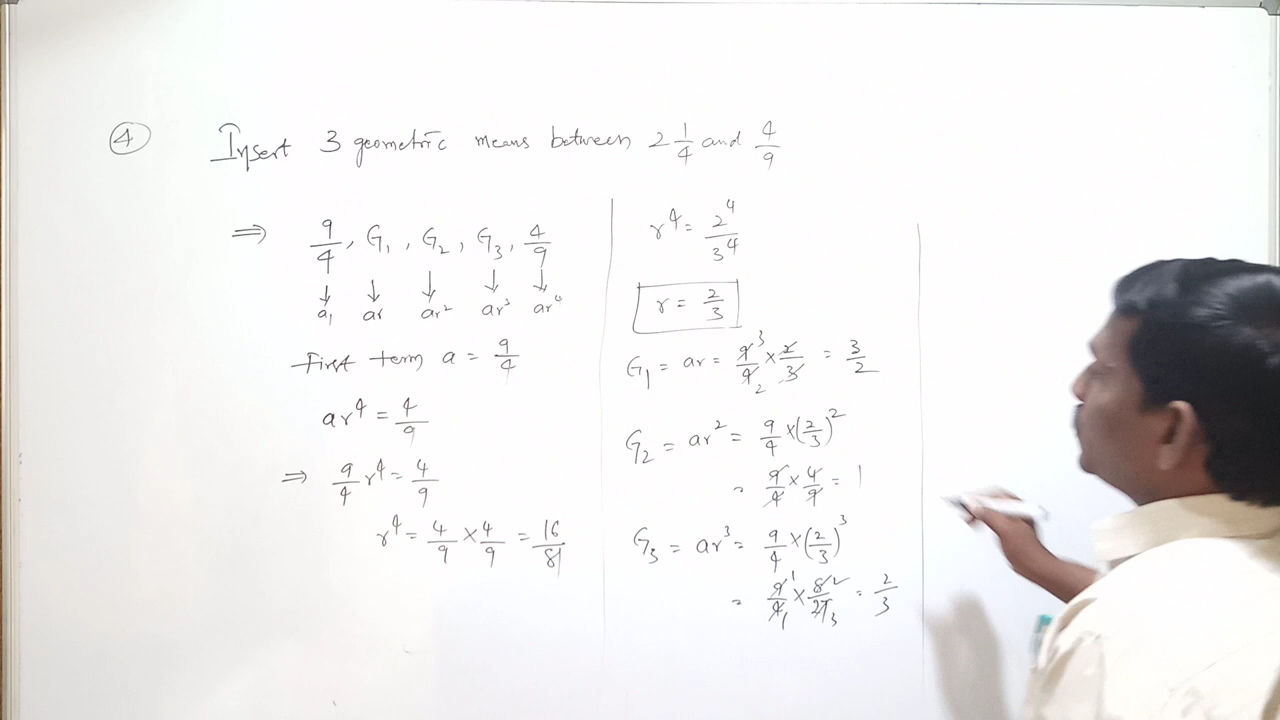 ④ Insert 3 geometric means between 2 1/4 and 4/9
⇒ 9/4, G₁, G₂, G₃, 4/9
↓ ↓ ↓ ↓ ↓
a₁ ar ar² ar³ ar⁴
First term a = 9/4
ar⁴ = 4/9
⇒ 9/4 r⁴ = 4/9
r⁴ = 4/9 × 4/9 = 16/81
r⁴ = 2⁴/3⁴
r = 2/3
G₁ = ar = 9/4 × 2/3 = 3/2
G₂ = ar² = 9/4 × (2/3)²
= 9/4 × 4/9 = 1
G₃ = ar³ = 9/4 × (2/3)³
= 9/4 × 8/27 = 2/3